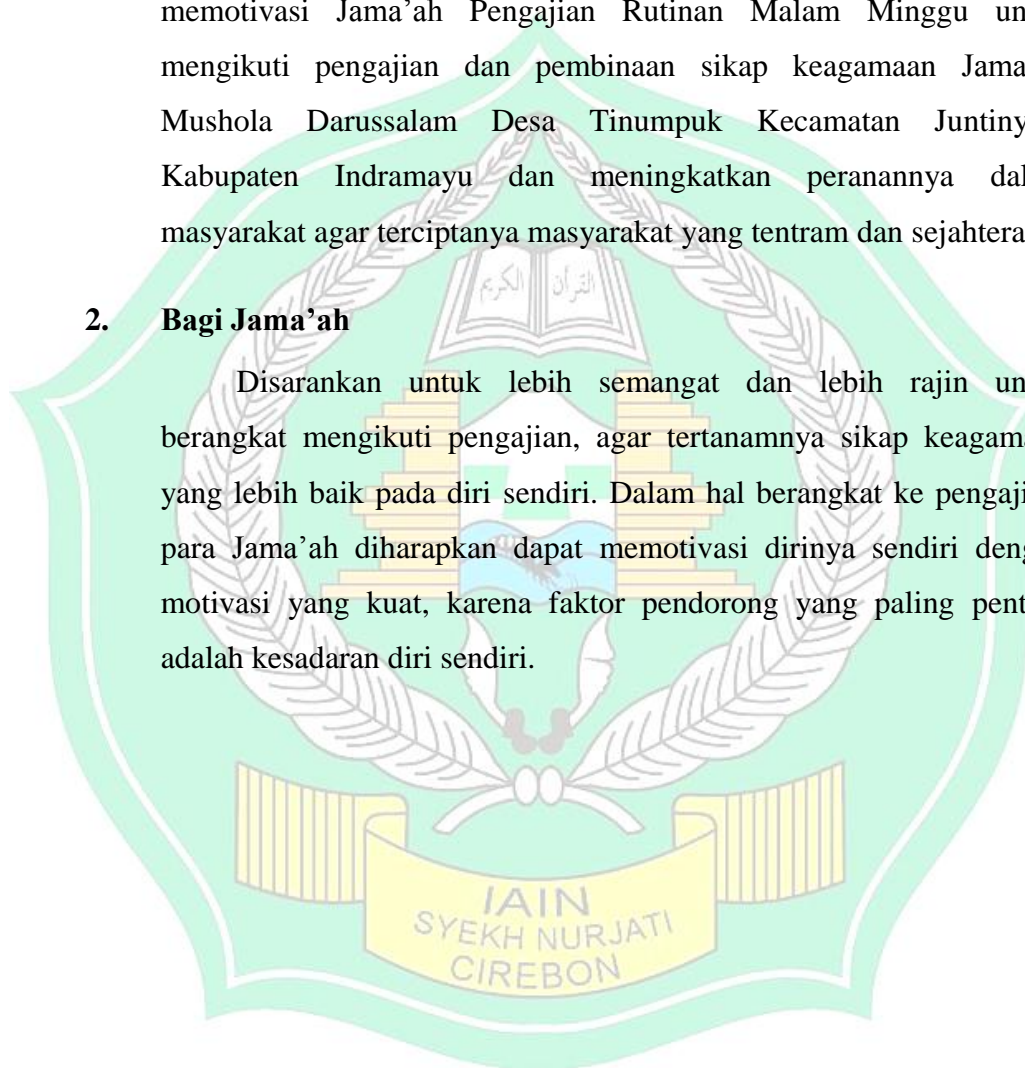 memotivasi Jama’ah Pengajian Rutinan Malam Minggu un
mengikuti pengajian dan pembinaan sikap keagamaan Jama
Mushola Darussalam Desa Tinumpuk Kecamatan Juntiny
Kabupaten Indramayu dan meningkatkan peranannya dal
masyarakat agar terciptanya masyarakat yang tentram dan sejahtera
2. Bagi Jama’ah
Disarankan untuk lebih semangat dan lebih rajin un
berangkat mengikuti pengajian, agar tertanamnya sikap keagama
yang lebih baik pada diri sendiri. Dalam hal berangkat ke pengaji
para Jama’ah diharapkan dapat memotivasi dirinya sendiri deng
motivasi yang kuat, karena faktor pendorong yang paling pent
adalah kesadaran diri sendiri.
القرآن الكريم
IAIN
SYEKH NURJATI
CIREBON